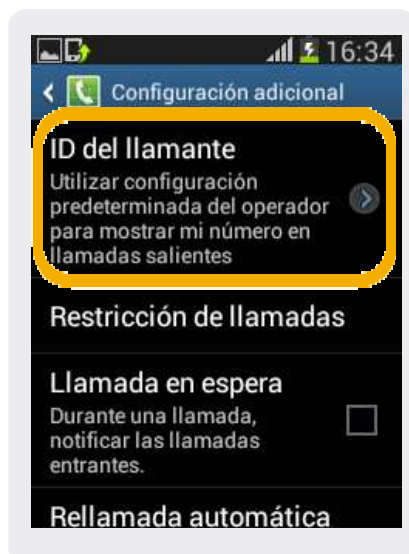 16:34
Configuración adicional
ID del llamante
Utilizar configuración
predeterminada del operador
para mostrar mi número en
llamadas salientes
Restricción de llamadas
Llamada en espera
Durante una llamada,
notificar las llamadas
entrantes.
Rellamada automática